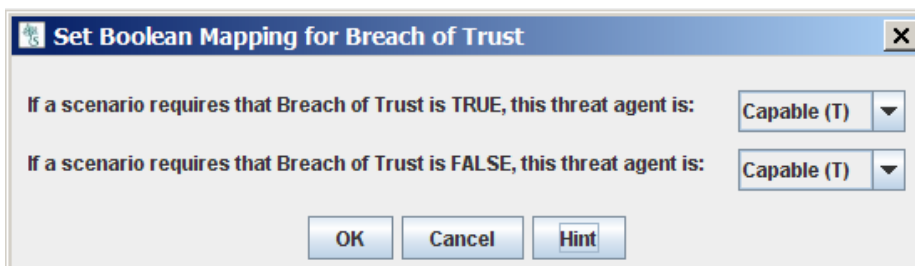 Set Boolean Mapping for Breach of Trust
If a scenario requires that Breach of Trust is TRUE, this threat agent is: Capable (T)
If a scenario requires that Breach of Trust is FALSE, this threat agent is: Capable (T)
OK Cancel Hint